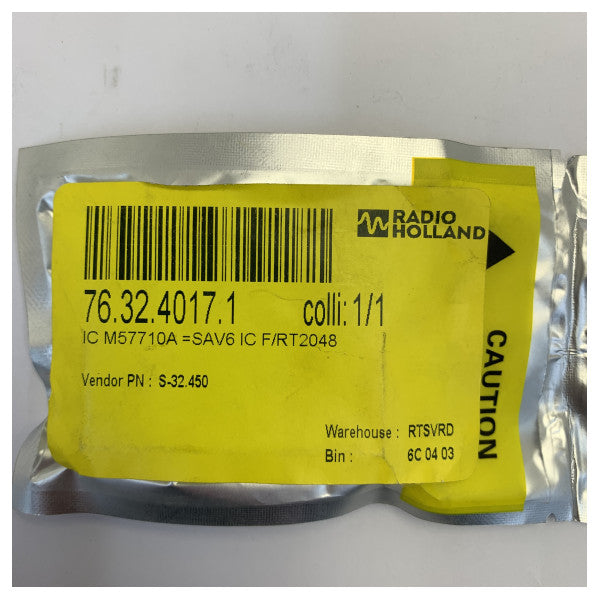 RADIO
HOLLAND
76.32.4017.1 colli: 1/1
IC M57710A =SAV6 IC F/RT2048
Vendor PN : S-32.450
Warehouse : RTSVRD
Bin : 6C 04 03
CAUTION